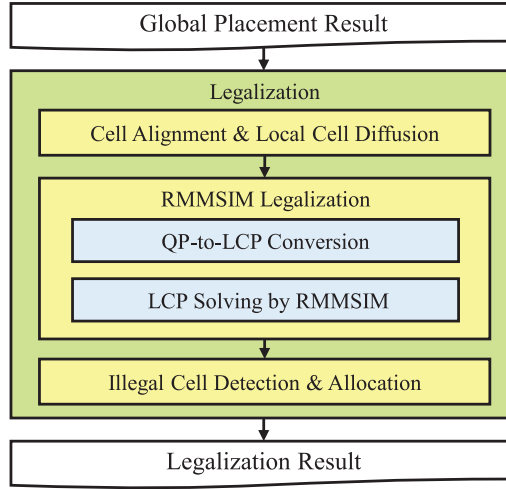 Global Placement Result
Legalization
Cell Alignment & Local Cell Diffusion
RMMSIM Legalization
QP-to-LCP Conversion
LCP Solving by RMMSIM
Illegal Cell Detection & Allocation
Legalization Result